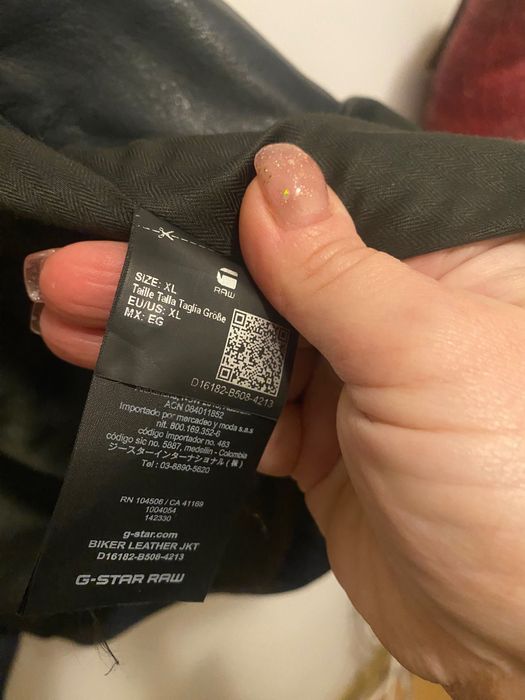 SIZE: XL
Taille Talla Taglia Größe
EU/US: XL
MX: EG
RAW
D16182-B508-4213
ACN 084011852
Importado por mercadeo y moda s.a.s
nit. 800.169.352-6
código importador no. 463
código sic no. 5887, medellin - Colombia
ジースターインターナショナル(株)
Tel : 03-6890-5620
RN 104506 / CA 41169
1004054
142330
g-star.com
BIKER LEATHER JKT
D16182-B508-4213
G-STAR RAW